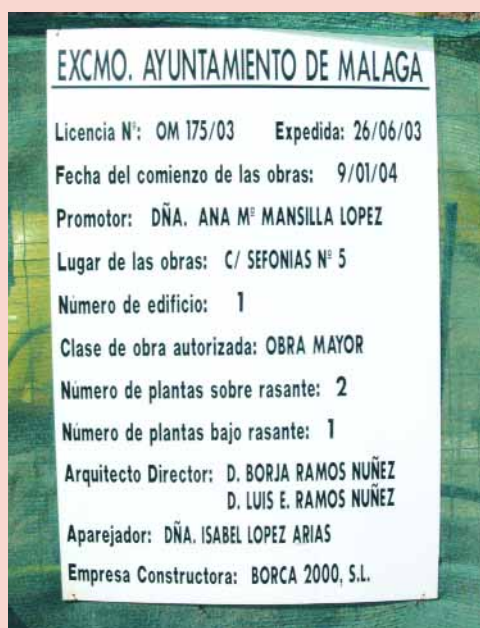 EXCMO. AYUNTAMIENTO DE MALAGA
Licencia Nº: OM 175/03 Expedida: 26/06/03
Fecha del comienzo de las obras: 9/01/04
Promotor: DÑA. ANA Mª MANSILLA LOPEZ
Lugar de las obras: C/ SEFONIAS Nº 5
Número de edificio: 1
Clase de obra autorizada: OBRA MAYOR
Número de plantas sobre rasante: 2
Número de plantas bajo rasante: 1
Arquitecto Director: D. BORJA RAMOS NUÑEZ
D. LUIS E. RAMOS NUÑEZ
Aparejador: DÑA. ISABEL LOPEZ ARIAS
Empresa Constructora: BORCA 2000, S.L.